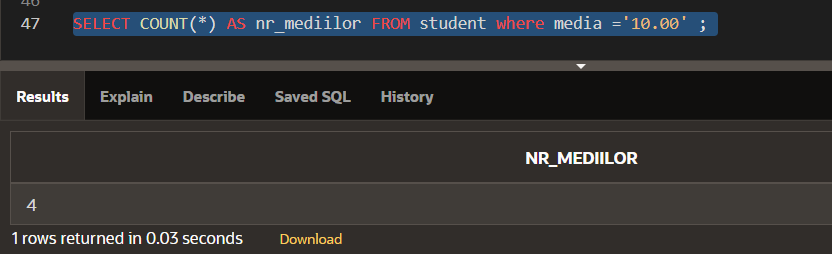 47 SELECT COUNT(*) AS nr_mediilor FROM student where media ='10.00' ;
Results Explain Describe Saved SQL History
NR_MEDIILOR
4
1 rows returned in 0.03 seconds Download